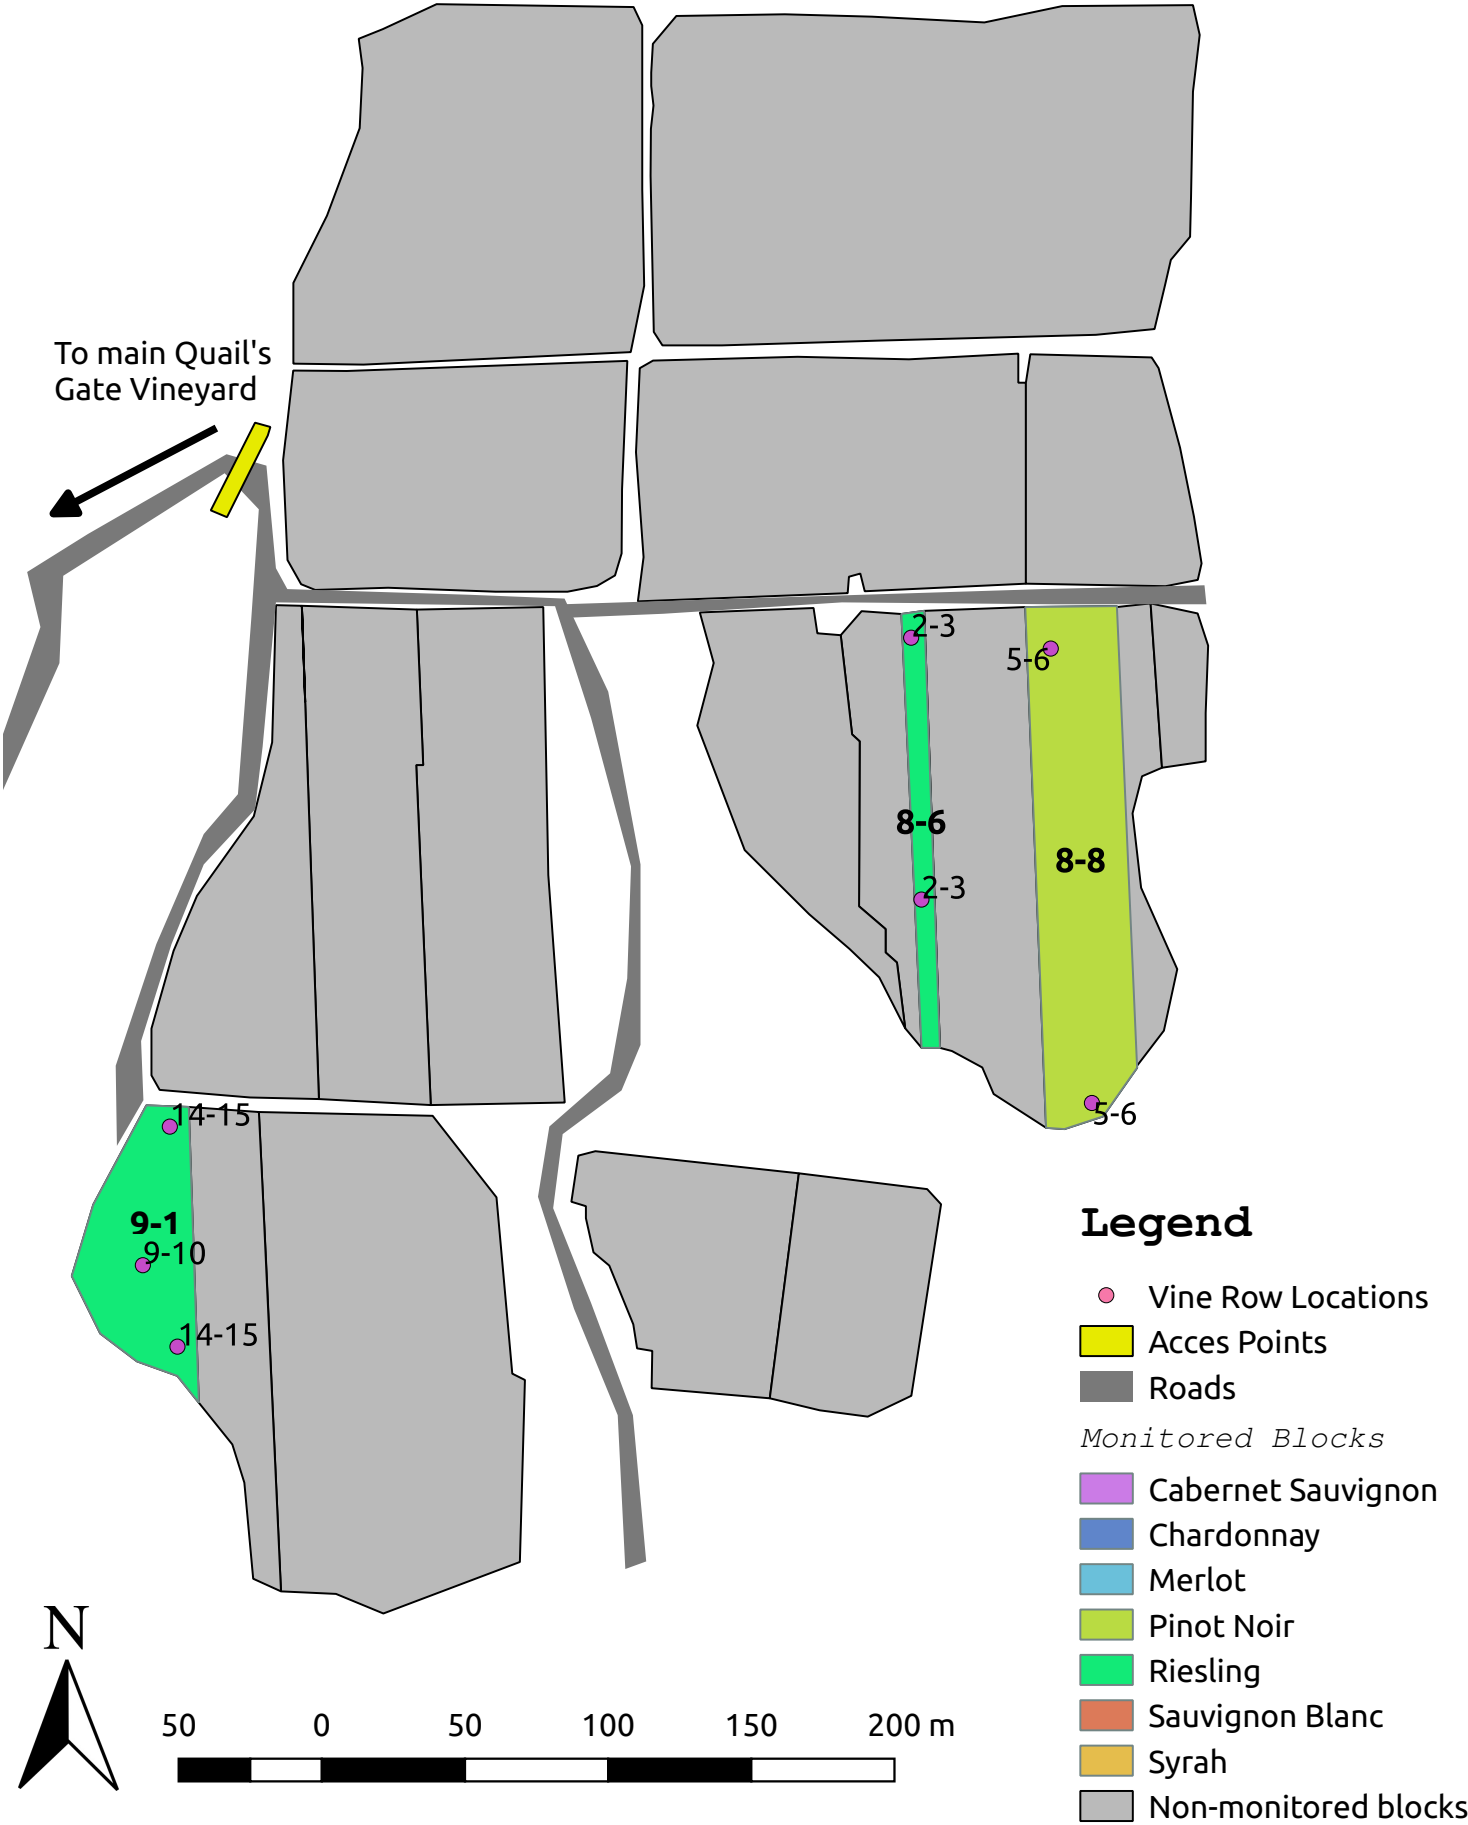 To main Quail's
Gate Vineyard
2-3
5-6
8-6
8-8
2-3
14-15
5-6
9-1
9-10
14-15
Legend
Vine Row Locations
Acces Points
Roads
Monitored Blocks
Cabernet Sauvignon
Chardonnay
Merlot
Pinot Noir
Riesling
Sauvignon Blanc
Syrah
Non-monitored blocks
N
50 0 50 100 150 200 m